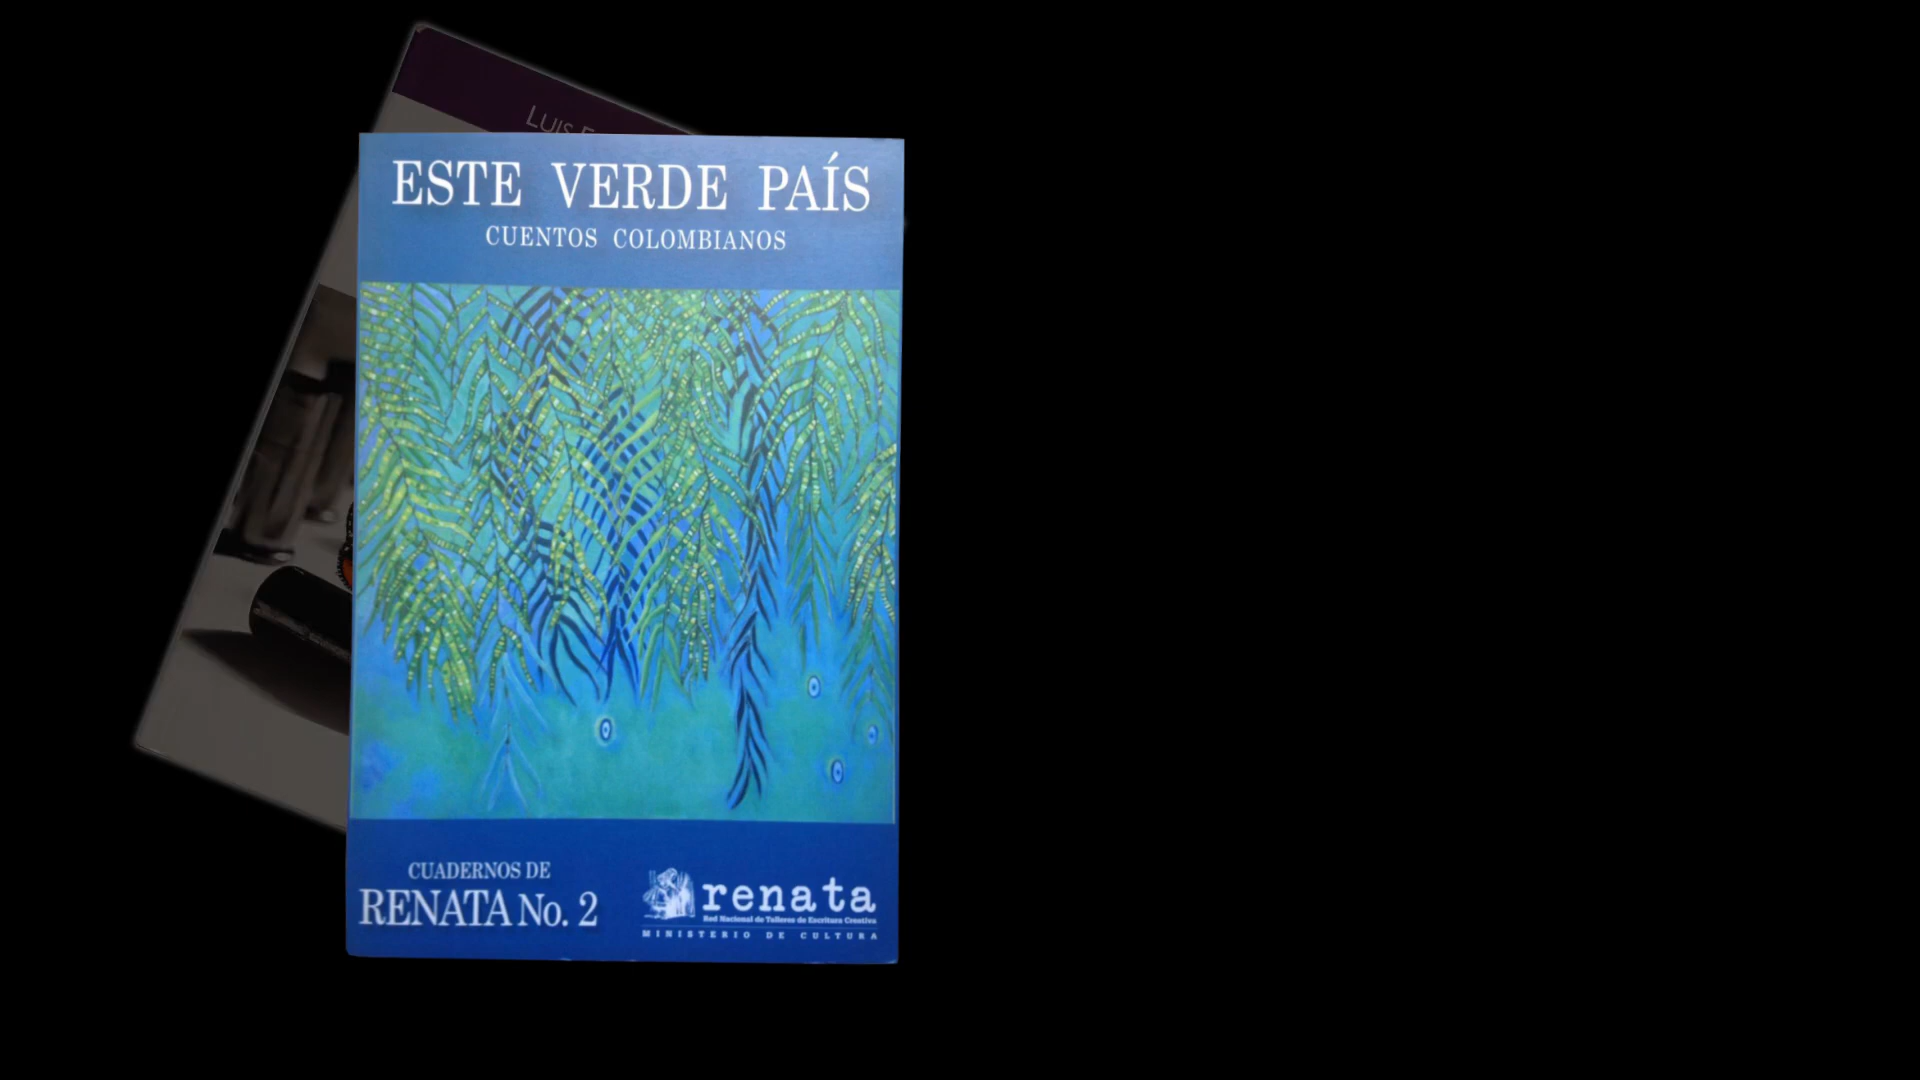 LUIS
ESTE VERDE PAÍS
CUENTOS COLOMBIANOS
CUADERNOS DE
RENATA No. 2
renata
Red Nacional de Talleres de Escritura Creativa
MINISTERIO DE CULTURA